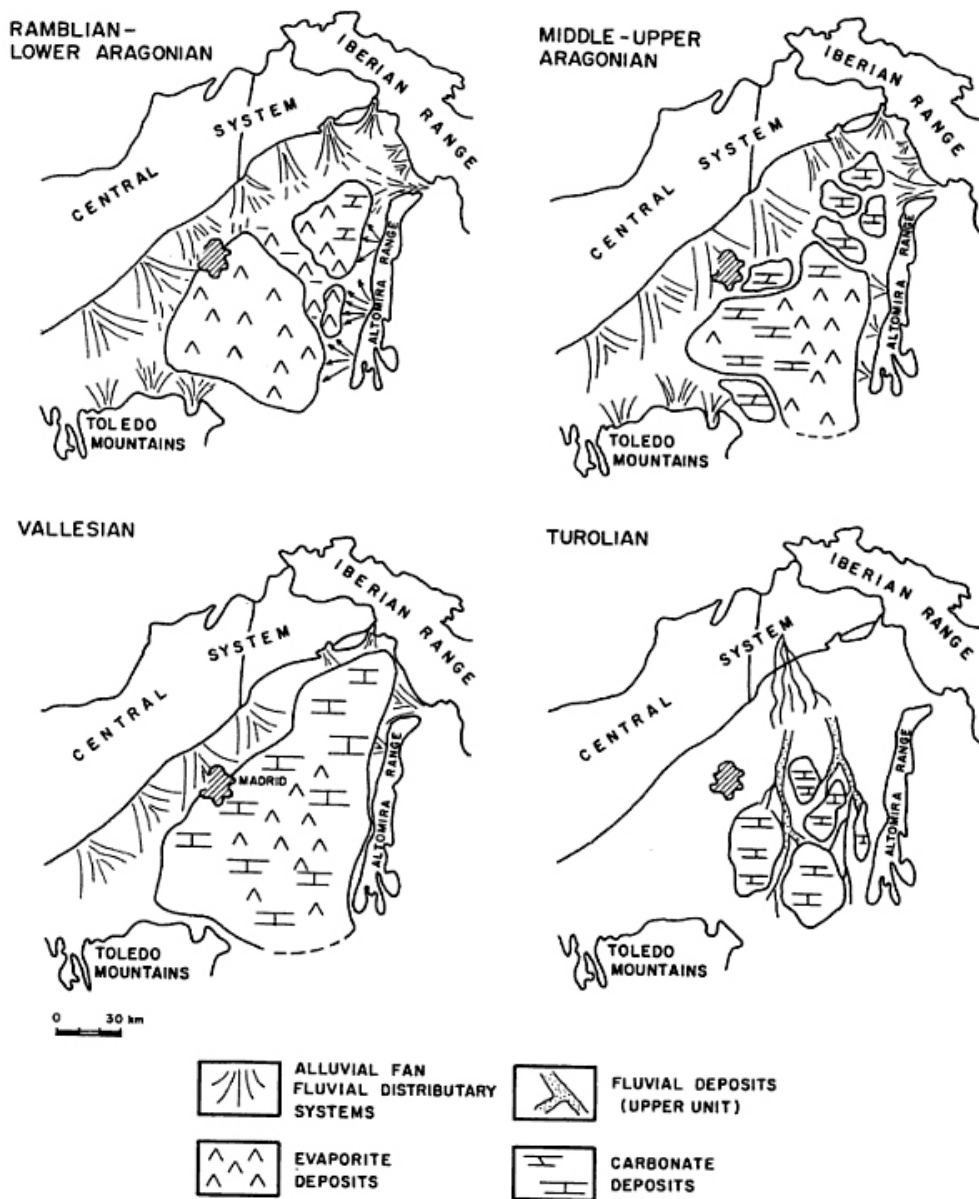 RAMBLIAN–
LOWER ARAGONIAN
IBERIAN RANGE
CENTRAL SYSTEM
ALTOMIRA RANGE
TOLEDO
MOUNTAINS
MIDDLE-UPPER
ARAGONIAN
IBERIAN RANGE
CENTRAL SYSTEM
ALTOMIRA RANGE
TOLEDO
MOUNTAINS
VALLESIAN
IBERIAN RANGE
CENTRAL SYSTEM
MADRID
ALTOMIRA RANGE
TOLEDO
MOUNTAINS
TUROLIAN
IBERIAN RANGE
CENTRAL SYSTEM
ALTOMIRA RANGE
TOLEDO
MOUNTAINS
0 30 km
ALLUVIAL FAN
FLUVIAL DISTRIBUTARY
SYSTEMS
FLUVIAL DEPOSITS
(UPPER UNIT)
EVAPORITE
DEPOSITS
CARBONATE
DEPOSITS